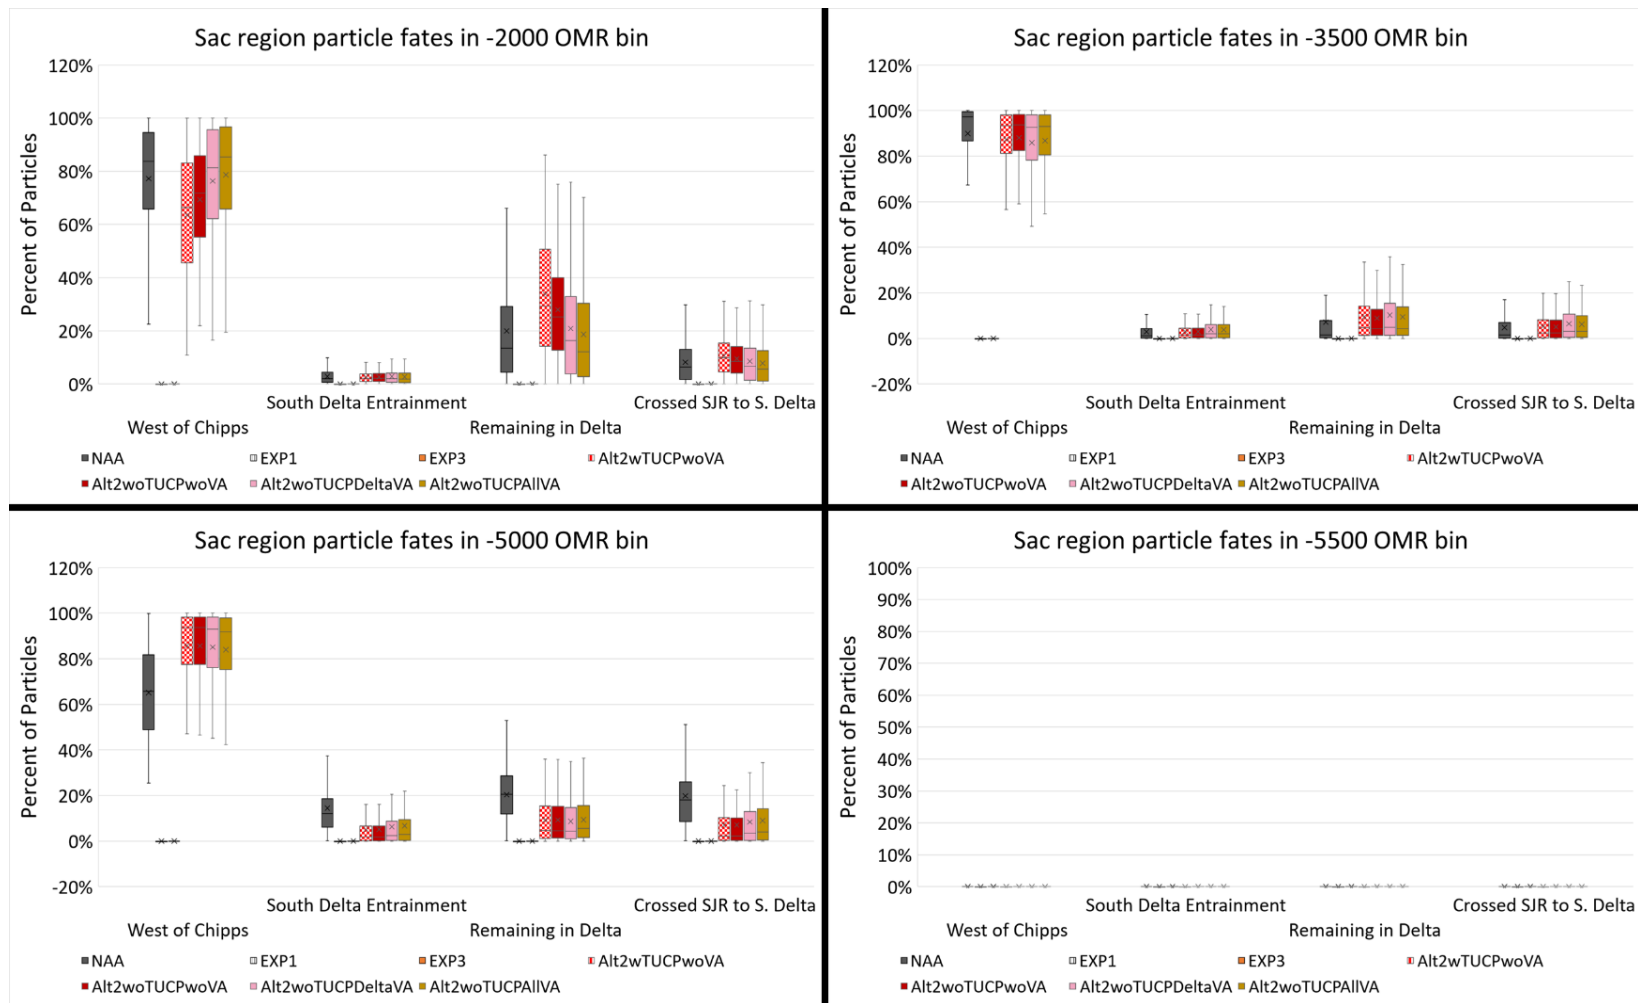 Sac region particle fates in -2000 OMR bin
120%
100%
80%
60%
40%
20%
0%
Percent of Particles
South Delta Entrainment
Crossed SJR to S. Delta
West of Chipps
Remaining in Delta
NAA
EXP1
EXP3
Alt2wTUCPwoVA
Alt2woTUCPwoVA
Alt2woTUCPDeltaVA
Alt2woTUCPAllVA
Sac region particle fates in -3500 OMR bin
120%
100%
80%
60%
40%
20%
0%
-20%
Percent of Particles
South Delta Entrainment
Crossed SJR to S. Delta
West of Chipps
Remaining in Delta
NAA
EXP1
EXP3
Alt2wTUCPwoVA
Alt2woTUCPwoVA
Alt2woTUCPDeltaVA
Alt2woTUCPAllVA
Sac region particle fates in -5000 OMR bin
120%
100%
80%
60%
40%
20%
0%
-20%
Percent of Particles
South Delta Entrainment
Crossed SJR to S. Delta
West of Chipps
Remaining in Delta
NAA
EXP1
EXP3
Alt2wTUCPwoVA
Alt2woTUCPwoVA
Alt2woTUCPDeltaVA
Alt2woTUCPAllVA
Sac region particle fates in -5500 OMR bin
100%
90%
80%
70%
60%
50%
40%
30%
20%
10%
0%
Percent of Particles
South Delta Entrainment
Crossed SJR to S. Delta
West of Chipps
Remaining in Delta
NAA
EXP1
EXP3
Alt2wTUCPwoVA
Alt2woTUCPwoVA
Alt2woTUCPDeltaVA
Alt2woTUCPAllVA